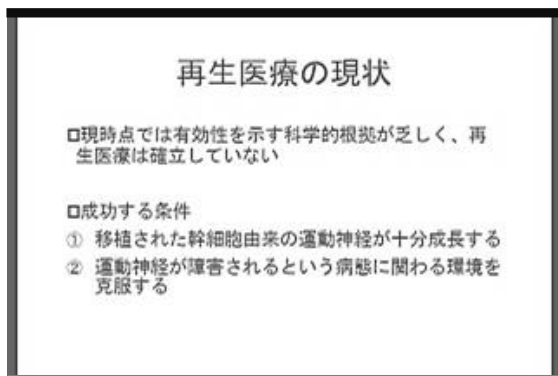 再生医療の現状
□現時点では有効性を示す科学的根拠が乏しく、再
生医療は確立していない
□成功する条件
① 移植された幹細胞由来の運動神経が十分成長する
② 運動神経が障害されるという病態に関わる環境を
克服する